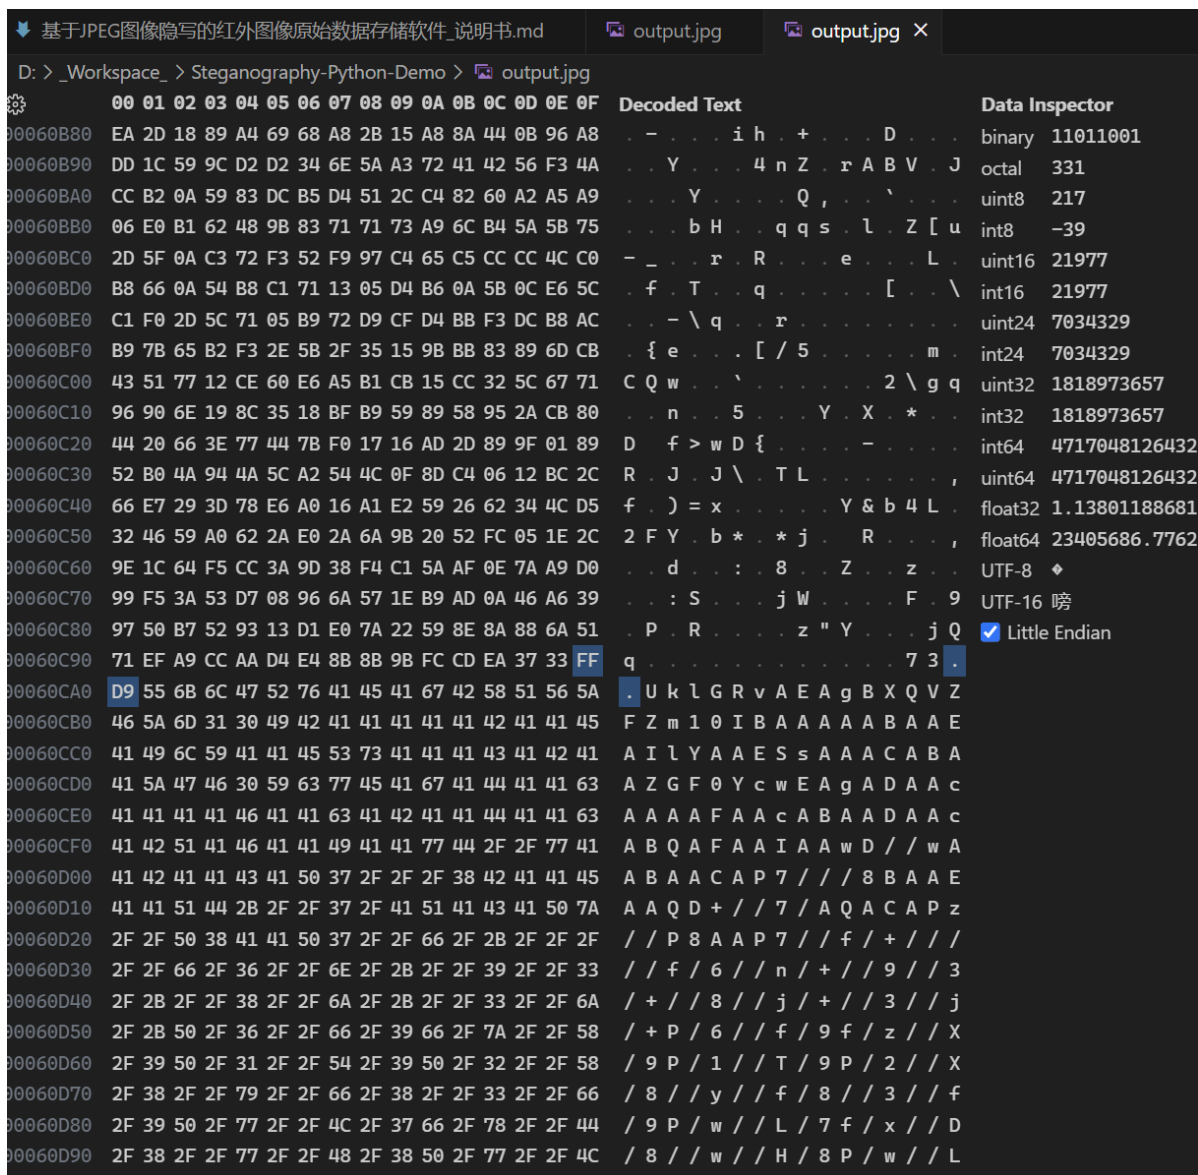 基于JPEG图像隐写的红外图像原始数据存储软件_说明书.md output.jpg output.jpg ×
D: > _Workspace_ > Steganography-Python-Demo > output.jpg
00 01 02 03 04 05 06 07 08 09 0A 0B 0C 0D 0E 0F Decoded Text Data Inspector
00060B80 EA 2D 18 89 A4 69 68 A8 2B 15 A8 8A 44 0B 96 A8 . - . . . i h . + . . . D . . . binary 11011001
00060B90 DD 1C 59 9C D2 D2 34 6E 5A A3 72 41 42 56 F3 4A . . Y . . . 4 n Z . r A B V . J octal 331
00060BA0 CC B2 0A 59 83 DC B5 D4 51 2C C4 82 60 A2 A5 A9 . . . Y . . . . Q , . . ` . . . uint8 217
00060BB0 06 E0 B1 62 48 9B 83 71 71 73 A9 6C B4 5A 5B 75 . . . b H . . q q s . l . Z [ u int8 -39
00060BC0 2D 5F 0A C3 72 F3 52 F9 97 C4 65 C5 CC CC 4C C0 - _ . . r . R . . . e . . . L . uint16 21977
00060BD0 B8 66 0A 54 B8 C1 71 13 05 D4 B6 0A 5B 0C E6 5C . f . T . . q . . . . . [ . . \ int16 21977
00060BE0 C1 F0 2D 5C 71 05 B9 72 D9 CF D4 BB F3 DC B8 AC . . - \ q . . r . . . . . . . . uint24 7034329
00060BF0 B9 7B 65 B2 F3 2E 5B 2F 35 15 9B BB 83 89 6D CB . { e . . . [ / 5 . . . . . m . int24 7034329
00060C00 43 51 77 12 CE 60 E6 A5 B1 CB 15 CC 32 5C 67 71 C Q w . . ` . . . . . . 2 \ g q uint32 1818973657
00060C10 96 90 6E 19 8C 35 18 BF B9 59 89 58 95 2A CB 80 . . n . . 5 . . . Y . X . * . . int32 1818973657
00060C20 44 20 66 3E 77 44 7B F0 17 16 AD 2D 89 9F 01 89 D f > w D { . . . . - . . . . int64 4717048126432
00060C30 52 B0 4A 94 4A 5C A2 54 4C 0F 8D C4 06 12 BC 2C R . J . J \ . T L . . . . . . , uint64 4717048126432
00060C40 66 E7 29 3D 78 E6 A0 16 A1 E2 59 26 62 34 4C D5 f . ) = x . . . . . Y & b 4 L . float32 1.13801188681
00060C50 32 46 59 A0 62 2A E0 2A 6A 9B 20 52 FC 05 1E 2C 2 F Y . b * . * j . R . . . , float64 23405686.7762
00060C60 9E 1C 64 F5 CC 3A 9D 38 F4 C1 5A AF 0E 7A A9 D0 . . d . . : . 8 . . Z . . z . . UTF-8 �
00060C70 99 F5 3A 53 D7 08 96 6A 57 1E B9 AD 0A 46 A6 39 . . : S . . . j W . . . . F . 9 UTF-16 嗙
00060C80 97 50 B7 52 93 13 D1 E0 7A 22 59 8E 8A 88 6A 51 . P . R . . . . z " Y . . . j Q Little Endian
00060C90 71 EF A9 CC AA D4 E4 8B 8B 9B FC CD EA 37 33 FF q . . . . . . . . . . . . 7 3 .
00060CA0 D9 55 6B 6C 47 52 76 41 45 41 67 42 58 51 56 5A . U k l G R v A E A g B X Q V Z
00060CB0 46 5A 6D 31 30 49 42 41 41 41 41 41 42 41 41 45 F Z m 1 0 I B A A A A A B A A E
00060CC0 41 49 6C 59 41 41 45 53 73 41 41 41 43 41 42 41 A I l Y A A E S s A A A C A B A
00060CD0 41 5A 47 46 30 59 63 77 45 41 67 41 44 41 41 63 A Z G F 0 Y c w E A g A D A A c
00060CE0 41 41 41 41 46 41 41 63 41 42 41 41 44 41 41 63 A A A A F A A c A B A A D A A c
00060CF0 41 42 51 41 46 41 41 49 41 41 77 44 2F 2F 77 41 A B Q A F A A I A A w D / / w A
00060D00 41 42 41 41 43 41 50 37 2F 2F 2F 38 42 41 41 45 A B A A C A P 7 / / / 8 B A A E
00060D10 41 41 51 44 2B 2F 2F 37 2F 41 51 41 43 41 50 7A A A Q D + / / 7 / A Q A C A P z
00060D20 2F 2F 50 38 41 41 50 37 2F 2F 66 2F 2B 2F 2F 2F / / P 8 A A P 7 / / f / + / / /
00060D30 2F 2F 66 2F 36 2F 2F 6E 2F 2B 2F 2F 39 2F 2F 33 / / f / 6 / / n / + / / 9 / / 3
00060D40 2F 2B 2F 2F 38 2F 2F 6A 2F 2B 2F 2F 33 2F 2F 6A / + / / 8 / / j / + / / 3 / / j
00060D50 2F 2B 50 2F 36 2F 2F 66 2F 39 66 2F 7A 2F 2F 58 / + P / 6 / / f / 9 f / z / / X
00060D60 2F 39 50 2F 31 2F 2F 54 2F 39 50 2F 32 2F 2F 58 / 9 P / 1 / / T / 9 P / 2 / / X
00060D70 2F 38 2F 2F 79 2F 2F 66 2F 38 2F 2F 33 2F 2F 66 / 8 / / y / / f / 8 / / 3 / / f
00060D80 2F 39 50 2F 77 2F 2F 4C 2F 37 66 2F 78 2F 2F 44 / 9 P / w / / L / 7 f / x / / D
00060D90 2F 38 2F 2F 77 2F 2F 48 2F 38 50 2F 77 2F 2F 4C / 8 / / w / / H / 8 P / w / / L